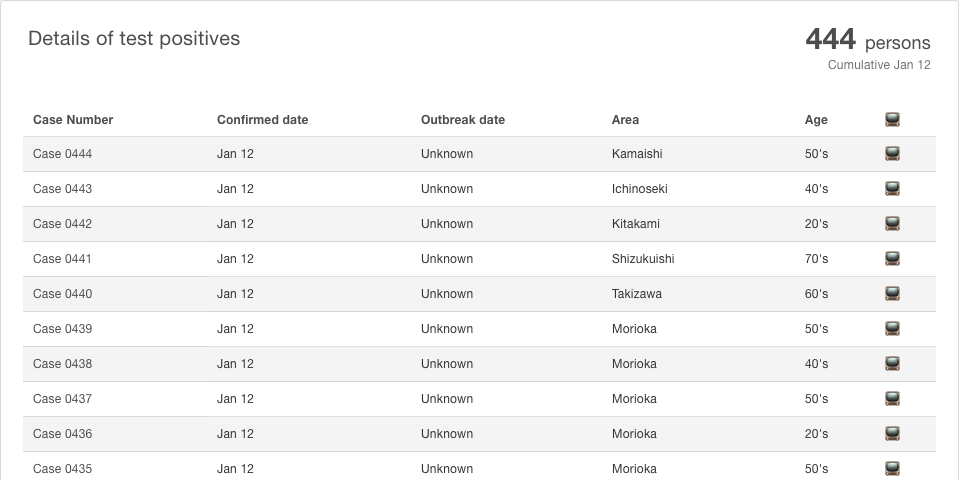 Details of test positives
444 persons
Cumulative Jan 12
Case Number Confirmed date Outbreak date Area Age
Case 0444 Jan 12 Unknown Kamaishi 50's
Case 0443 Jan 12 Unknown Ichinoseki 40's
Case 0442 Jan 12 Unknown Kitakami 20's
Case 0441 Jan 12 Unknown Shizukuishi 70's
Case 0440 Jan 12 Unknown Takizawa 60's
Case 0439 Jan 12 Unknown Morioka 50's
Case 0438 Jan 12 Unknown Morioka 40's
Case 0437 Jan 12 Unknown Morioka 50's
Case 0436 Jan 12 Unknown Morioka 20's
Case 0435 Jan 12 Unknown Morioka 50's